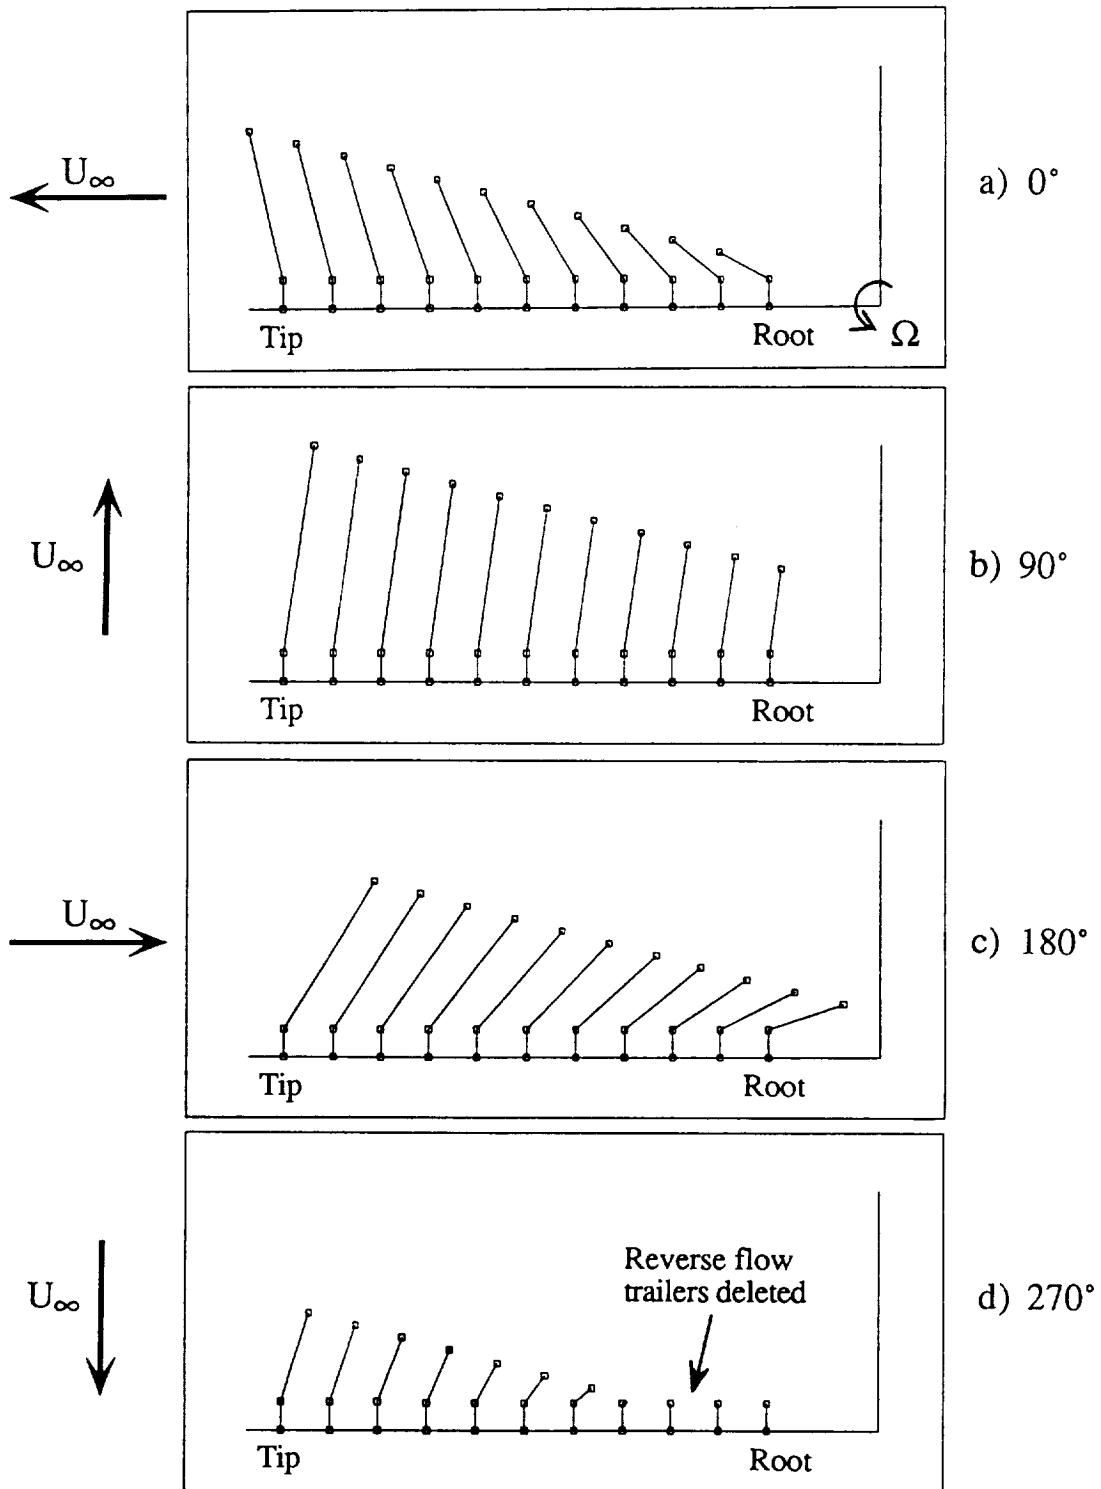 U∞
a) 0°
Tip
Root
Ω
U∞
b) 90°
Tip
Root
U∞
c) 180°
Tip
Root
Reverse flow
trailers deleted
U∞
d) 270°
Tip
Root